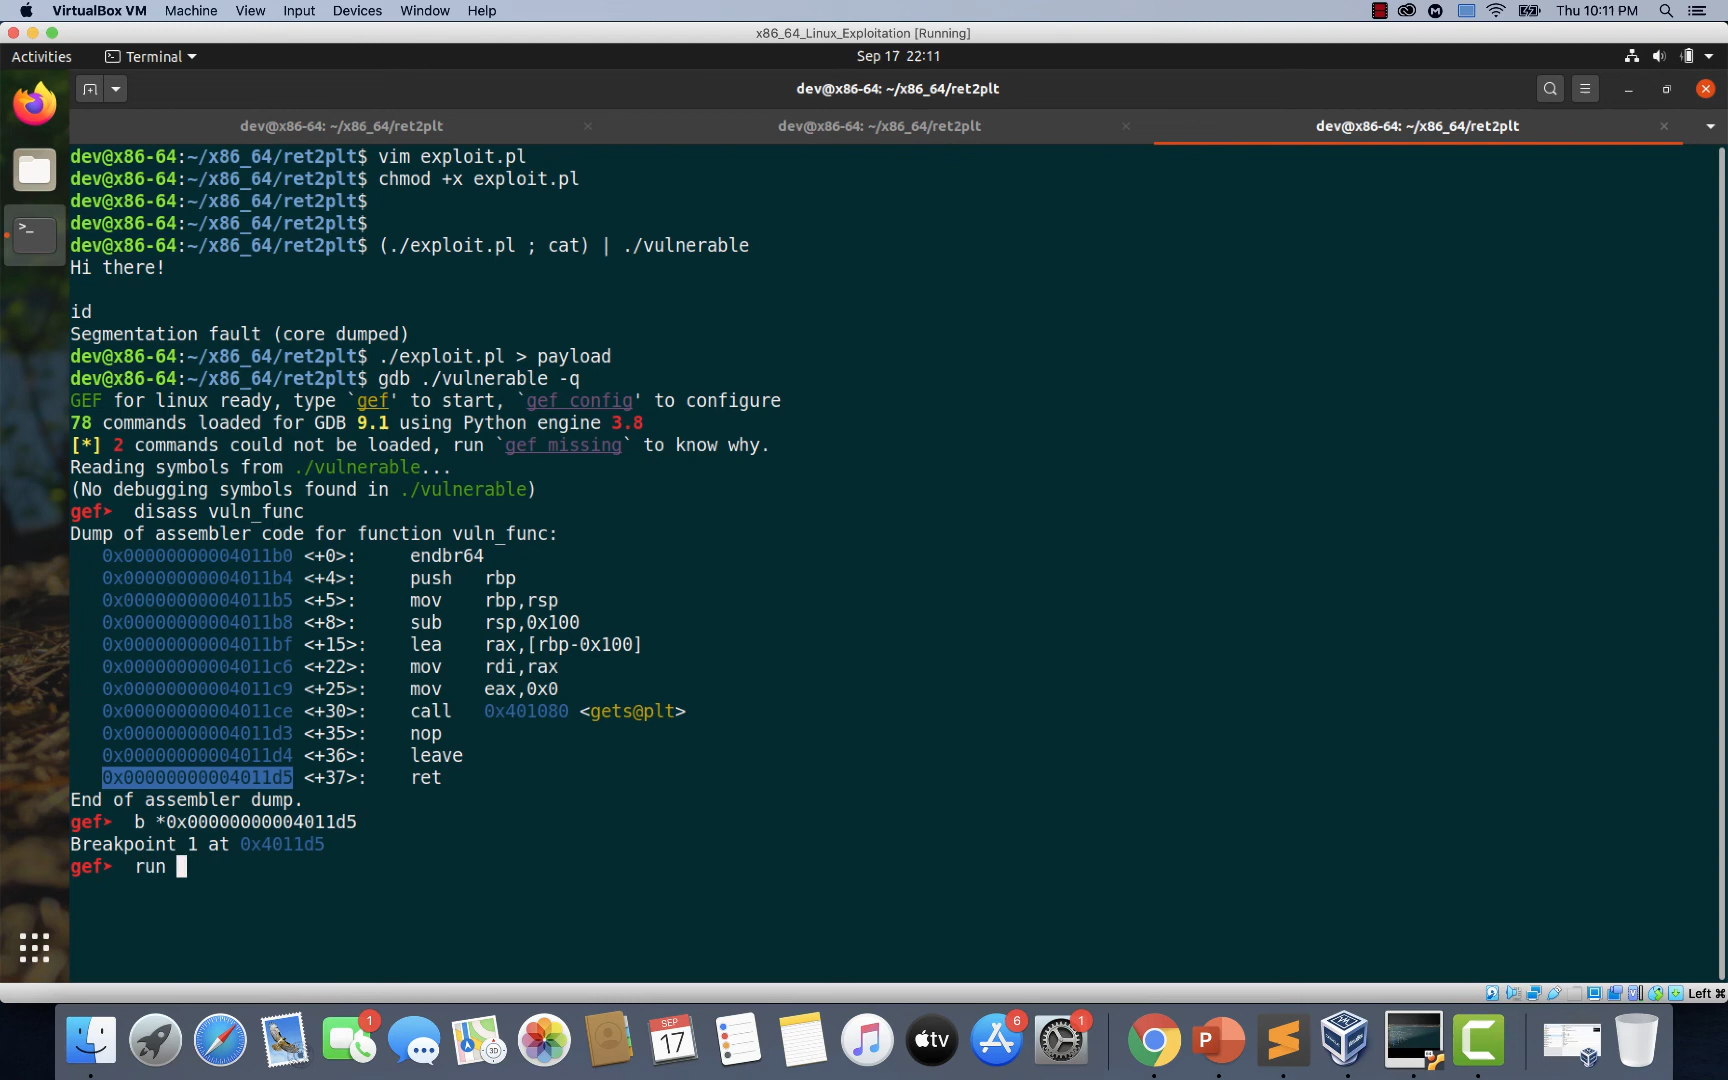 VirtualBox VM Machine View Input Devices Window Help
Thu 10:11 PM
x86_64_Linux_Exploitation [Running]
Activities
Terminal
Sep 17 22:11
dev@x86-64: ~/x86_64/ret2plt
dev@x86-64: ~/x86_64/ret2plt
dev@x86-64: ~/x86_64/ret2plt
dev@x86-64: ~/x86_64/ret2plt
dev@x86-64:~/x86_64/ret2plt$ vim exploit.pl
dev@x86-64:~/x86_64/ret2plt$ chmod +x exploit.pl
dev@x86-64:~/x86_64/ret2plt$
dev@x86-64:~/x86_64/ret2plt$
dev@x86-64:~/x86_64/ret2plt$ (./exploit.pl ; cat) | ./vulnerable
Hi there!
id
Segmentation fault (core dumped)
dev@x86-64:~/x86_64/ret2plt$ ./exploit.pl > payload
dev@x86-64:~/x86_64/ret2plt$ gdb ./vulnerable -q
GEF for linux ready, type `gef' to start, `gef config' to configure
78 commands loaded for GDB 9.1 using Python engine 3.8
[*] 2 commands could not be loaded, run `gef missing` to know why.
Reading symbols from ./vulnerable...
(No debugging symbols found in ./vulnerable)
gef➤ disass vuln_func
Dump of assembler code for function vuln_func:
0x00000000004011b0 <+0>: endbr64
0x00000000004011b4 <+4>: push rbp
0x00000000004011b5 <+5>: mov rbp,rsp
0x00000000004011b8 <+8>: sub rsp,0x100
0x00000000004011bf <+15>: lea rax,[rbp-0x100]
0x00000000004011c6 <+22>: mov rdi,rax
0x00000000004011c9 <+25>: mov eax,0x0
0x00000000004011ce <+30>: call 0x401080 <gets@plt>
0x00000000004011d3 <+35>: nop
0x00000000004011d4 <+36>: leave
0x00000000004011d5 <+37>: ret
End of assembler dump.
gef➤ b *0x00000000004011d5
Breakpoint 1 at 0x4011d5
gef➤ run
Left ⌘
1
3D
SEP
17
tv
6
1
P